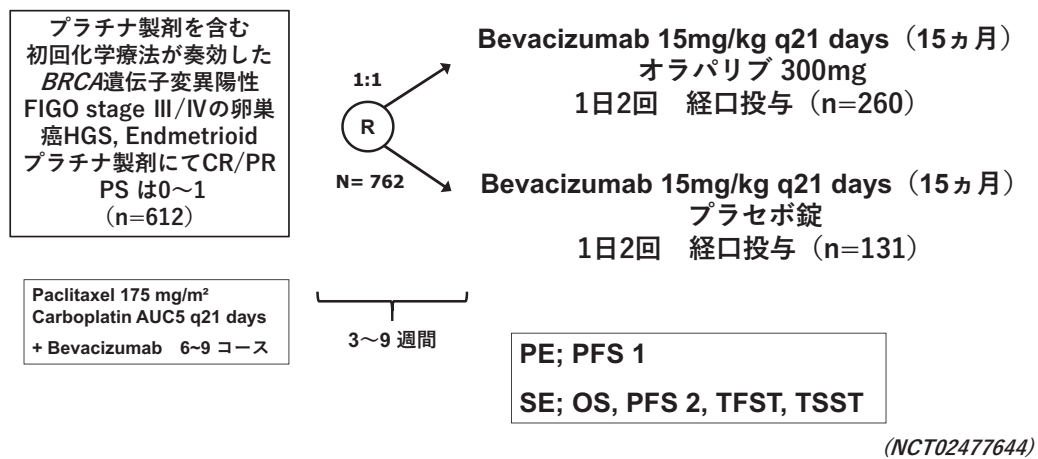 プラチナ製剤を含む
初回化学療法が奏効した
BRCA遺伝子変異陽性
FIGO stage Ⅲ/Ⅳの卵巣
癌HGS, Endmetrioid
プラチナ製剤にてCR/PR
PS は0～1
（n=612）
1:1
R
N= 762
Bevacizumab 15mg/kg q21 days（15ヵ月）
オラパリブ 300mg
1日2回　経口投与（n=260）
Bevacizumab 15mg/kg q21 days（15ヵ月）
プラセボ錠
1日2回　経口投与（n=131）
Paclitaxel 175 mg/m²
Carboplatin AUC5 q21 days
+ Bevacizumab　6~9 コース
3～9 週間
PE; PFS 1
SE; OS, PFS 2, TFST, TSST
(NCT02477644)